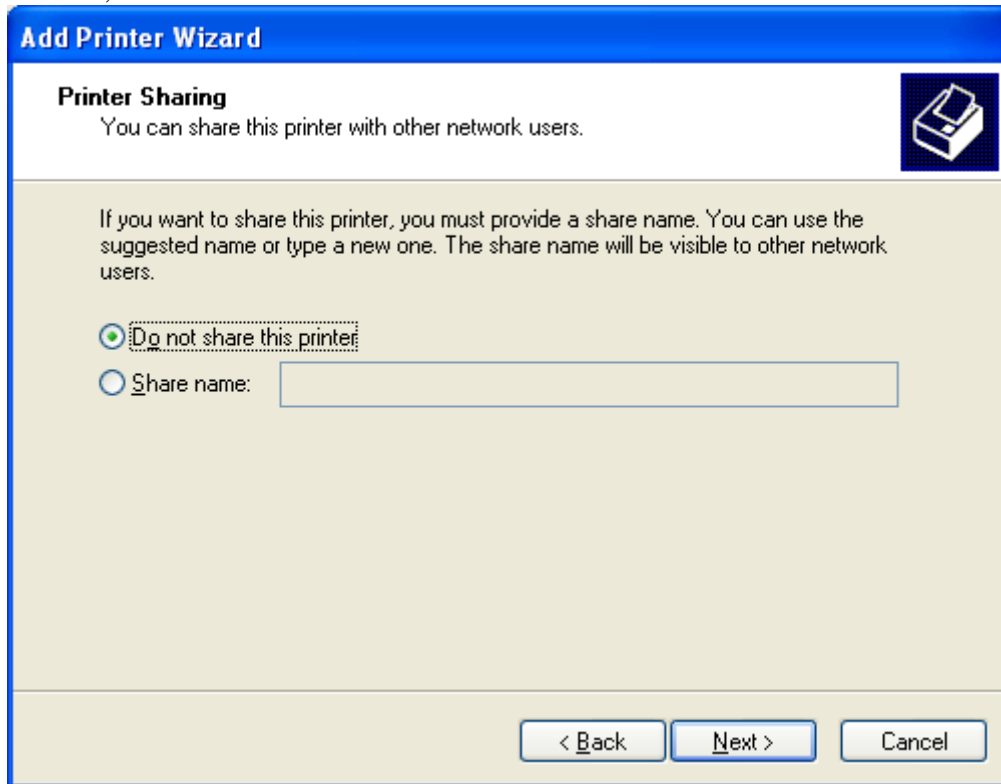 Add Printer Wizard
Printer Sharing
You can share this printer with other network users.
If you want to share this printer, you must provide a share name. You can use the
suggested name or type a new one. The share name will be visible to other network
users.
Do not share this printer
Share name:
< Back
Next >
Cancel